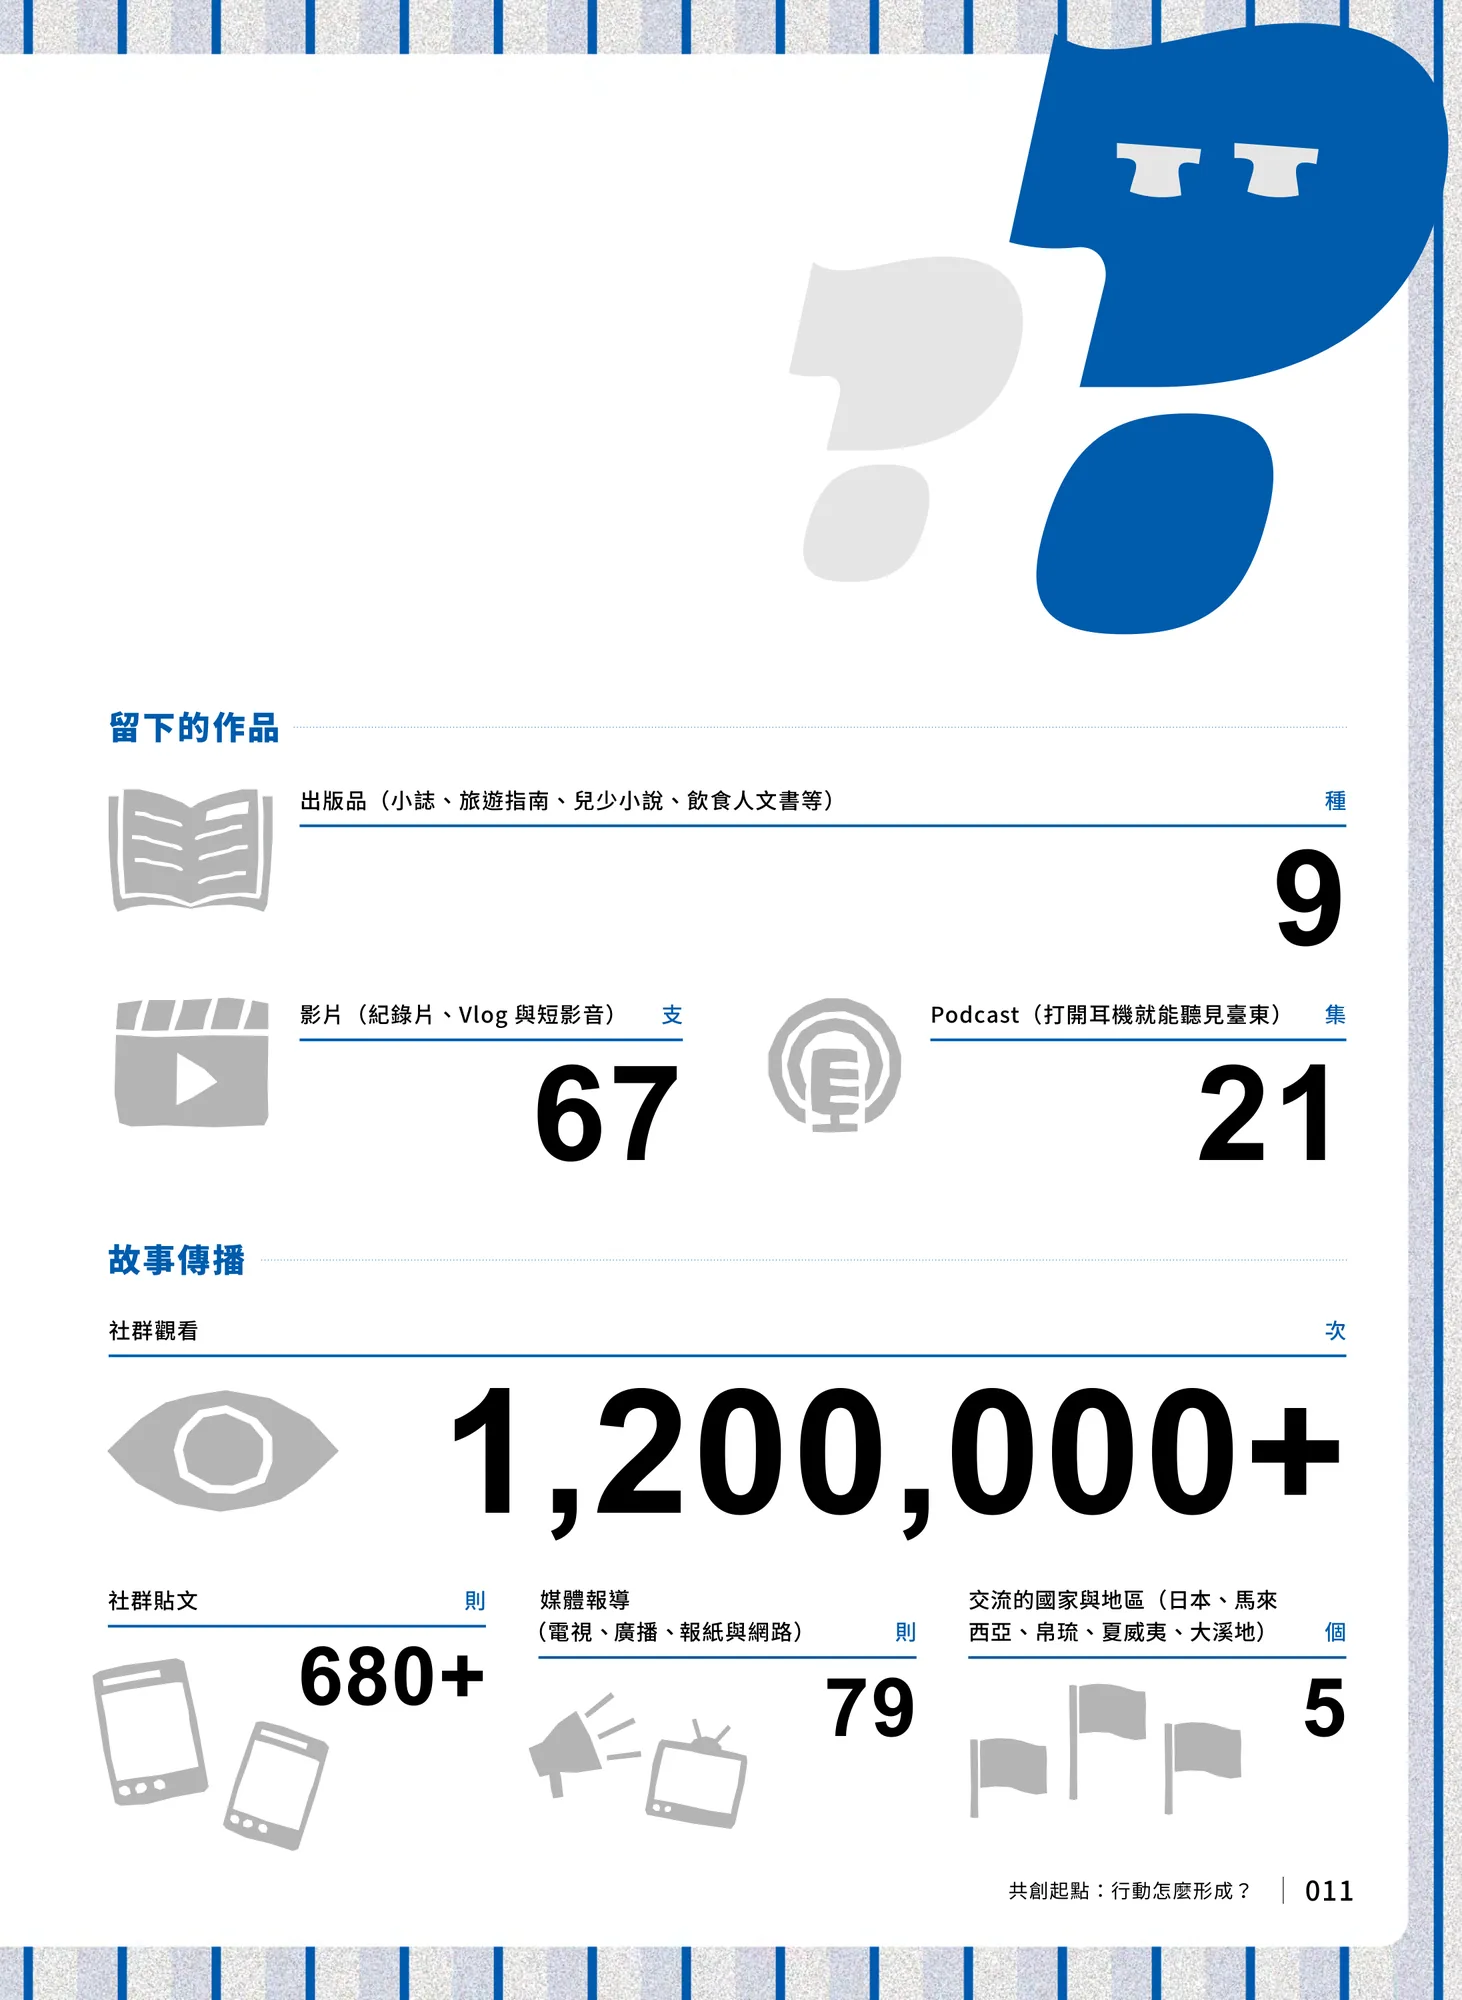 留下的作品
出版品（小誌、旅遊指南、兒少小說、飲食人文書等） 種
9
影片（紀錄片、Vlog 與短影音） 支
67
Podcast（打開耳機就能聽見臺東） 集
21
故事傳播
社群觀看 次
1,200,000+
社群貼文 則
680+
媒體報導
（電視、廣播、報紙與網路） 則
79
交流的國家與地區（日本、馬來
西亞、帛琉、夏威夷、大溪地） 個
5
共創起點：行動怎麼形成？ 011